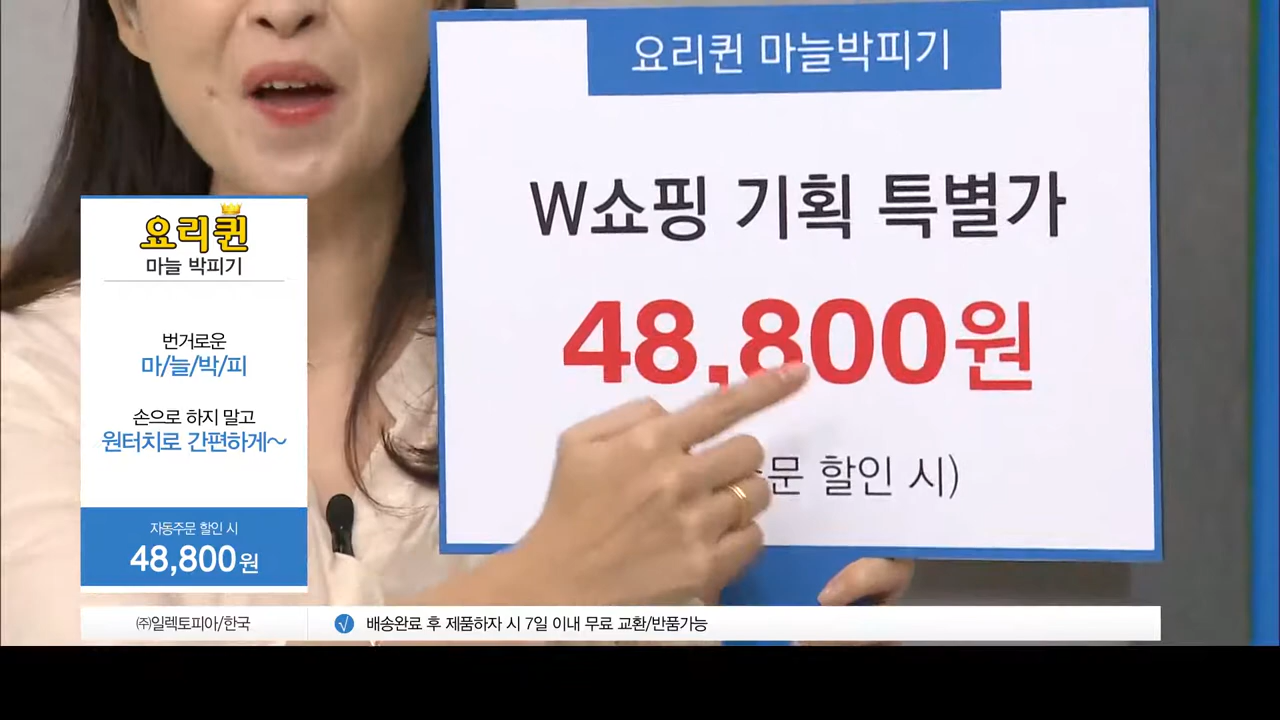 요리퀸 마늘박피기
W쇼핑 기획 특별가
48,800원
문 할인 시)
요리퀸
마늘 박피기
번거로운
마/늘/박/피
손으로 하지 말고
원터치로 간편하게~
자동주문 할인 시
48,800원
㈜일렉토피아/한국
배송완료 후 제품하자 시 7일 이내 무료 교환/반품가능